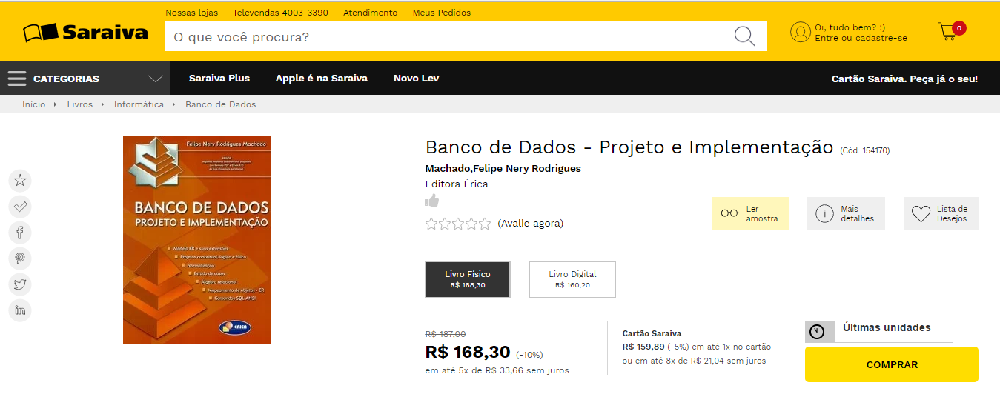 Nossas lojas Televendas 4003-3390 Atendimento Meus Pedidos
Saraiva
O que você procura?
Oi, tudo bem? :)
Entre ou cadastre-se
0
CATEGORIAS
Saraiva Plus Apple é na Saraiva Novo Lev
Cartão Saraiva. Peça já o seu!
Início Livros Informática Banco de Dados
Felipe Nery Rodrigues Machado
BANCO DE DADOS
PROJETO E IMPLEMENTAÇÃO
Modelo ER e suas extensões
Projetos conceitual, lógico e físico
Normalização
Estudo de casos
Álgebra relacional
Mapeamento de objetos - ER
Comandos SQL ANSI
ÉRICA
Banco de Dados - Projeto e Implementação (Cód: 154170)
Machado,Felipe Nery Rodrigues
Editora Érica
(Avalie agora)
Ler
amostra
Mais
detalhes
Lista de
Desejos
Livro Físico
R$ 168,30
Livro Digital
R$ 160,20
R$ 187,00
R$ 168,30 (-10%)
em até 5x de R$ 33,66 sem juros
Cartão Saraiva
R$ 159,89 (-5%) em até 1x no cartão
ou em até 8x de R$ 21,04 sem juros
Últimas unidades
COMPRAR